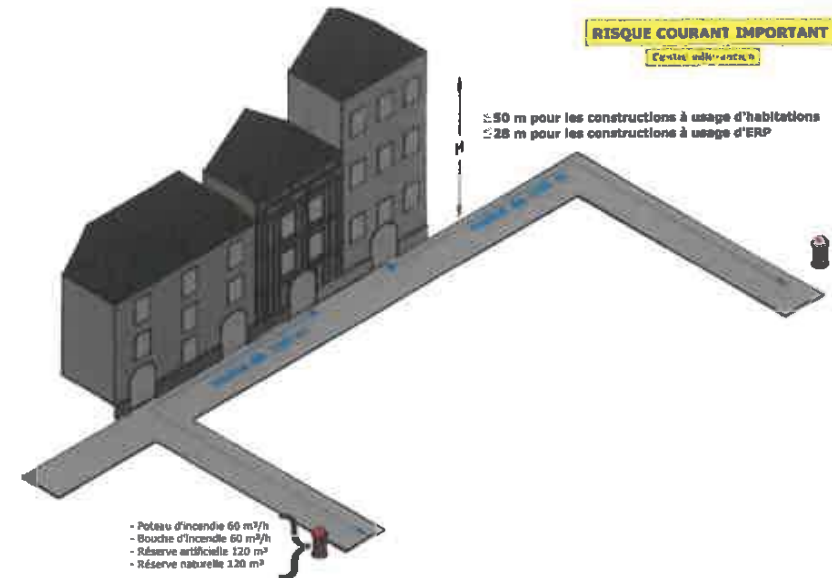 RISQUE COURANT IMPORTANT
50 m pour les constructions à usage d'habitations
28 m pour les constructions à usage d'ERP
H
- Poteau d'incendie 60 m³/h
- Bouche d'incendie 60 m³/h
- Réserve artificielle 120 m³
- Réserve naturelle 120 m³